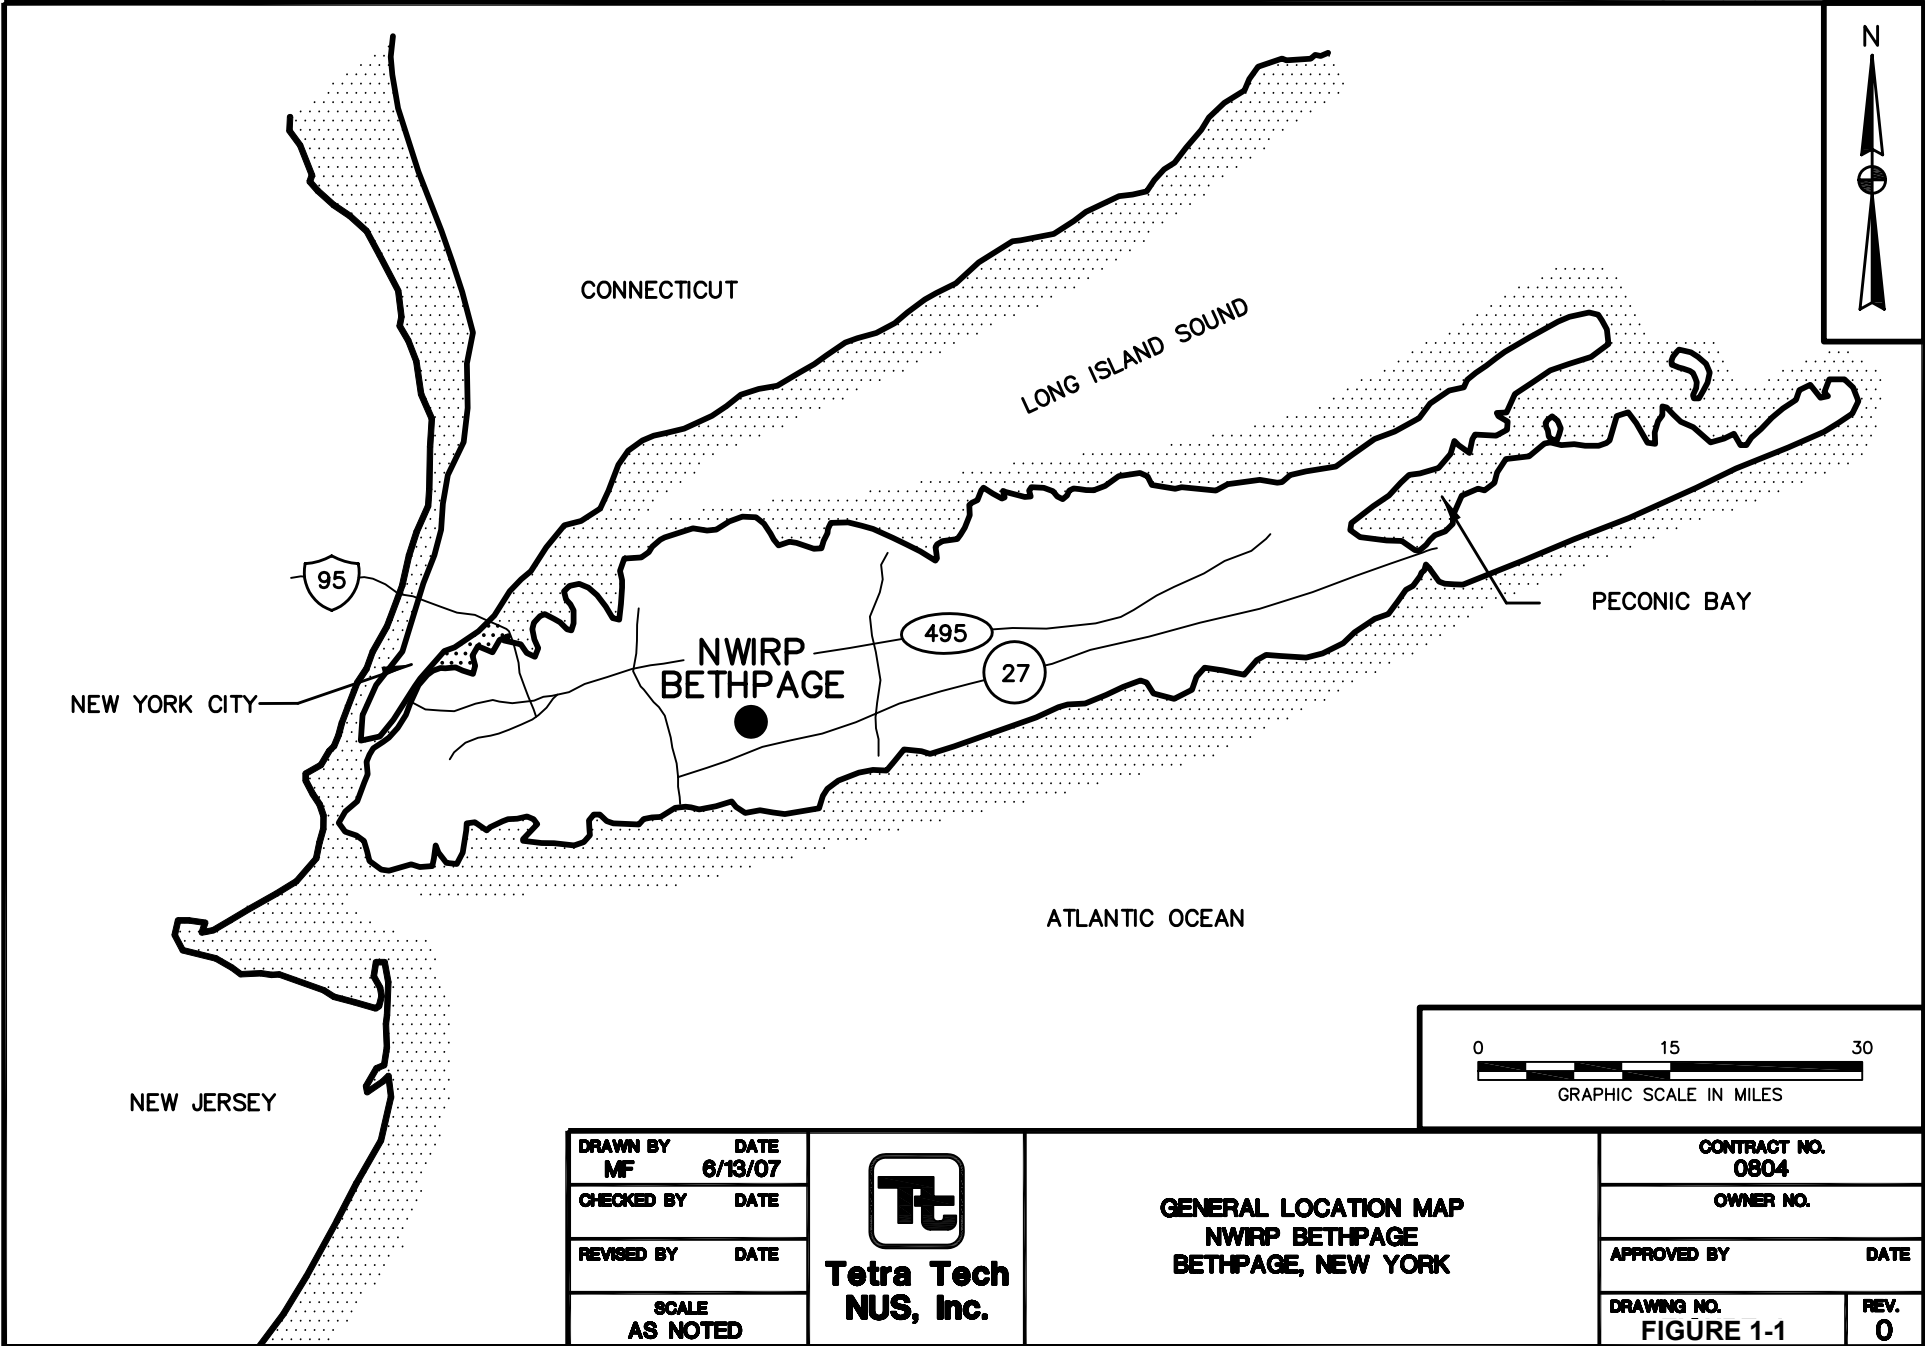 N
CONNECTICUT
LONG ISLAND SOUND
95
495
27
NWIRP
BETHPAGE
PECONIC BAY
NEW YORK CITY
ATLANTIC OCEAN
NEW JERSEY
0 15 30
GRAPHIC SCALE IN MILES
DRAWN BY DATE
MF 6/13/07
CHECKED BY DATE
REVISED BY DATE
SCALE
AS NOTED
Tt
Tetra Tech
NUS, Inc.
GENERAL LOCATION MAP
NWIRP BETHPAGE
BETHPAGE, NEW YORK
CONTRACT NO.
0804
OWNER NO.
APPROVED BY DATE
DRAWING NO.
FIGURE 1-1
REV.
0